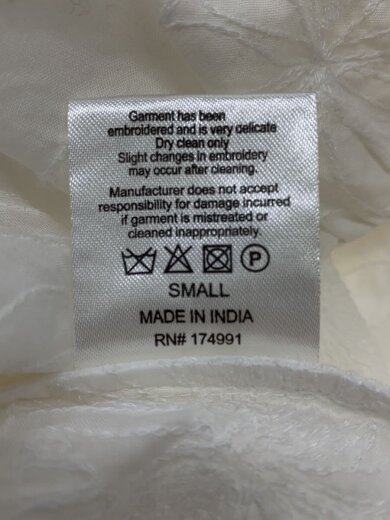 Garment has been
embroidered and is very delicate
Dry clean only
Slight changes in embroidery
may occur after cleaning.
Manufacturer does not accept
responsibility for damage incurred
if garment is mistreated or
cleaned inappropriately.
P
SMALL
MADE IN INDIA
RN# 174991